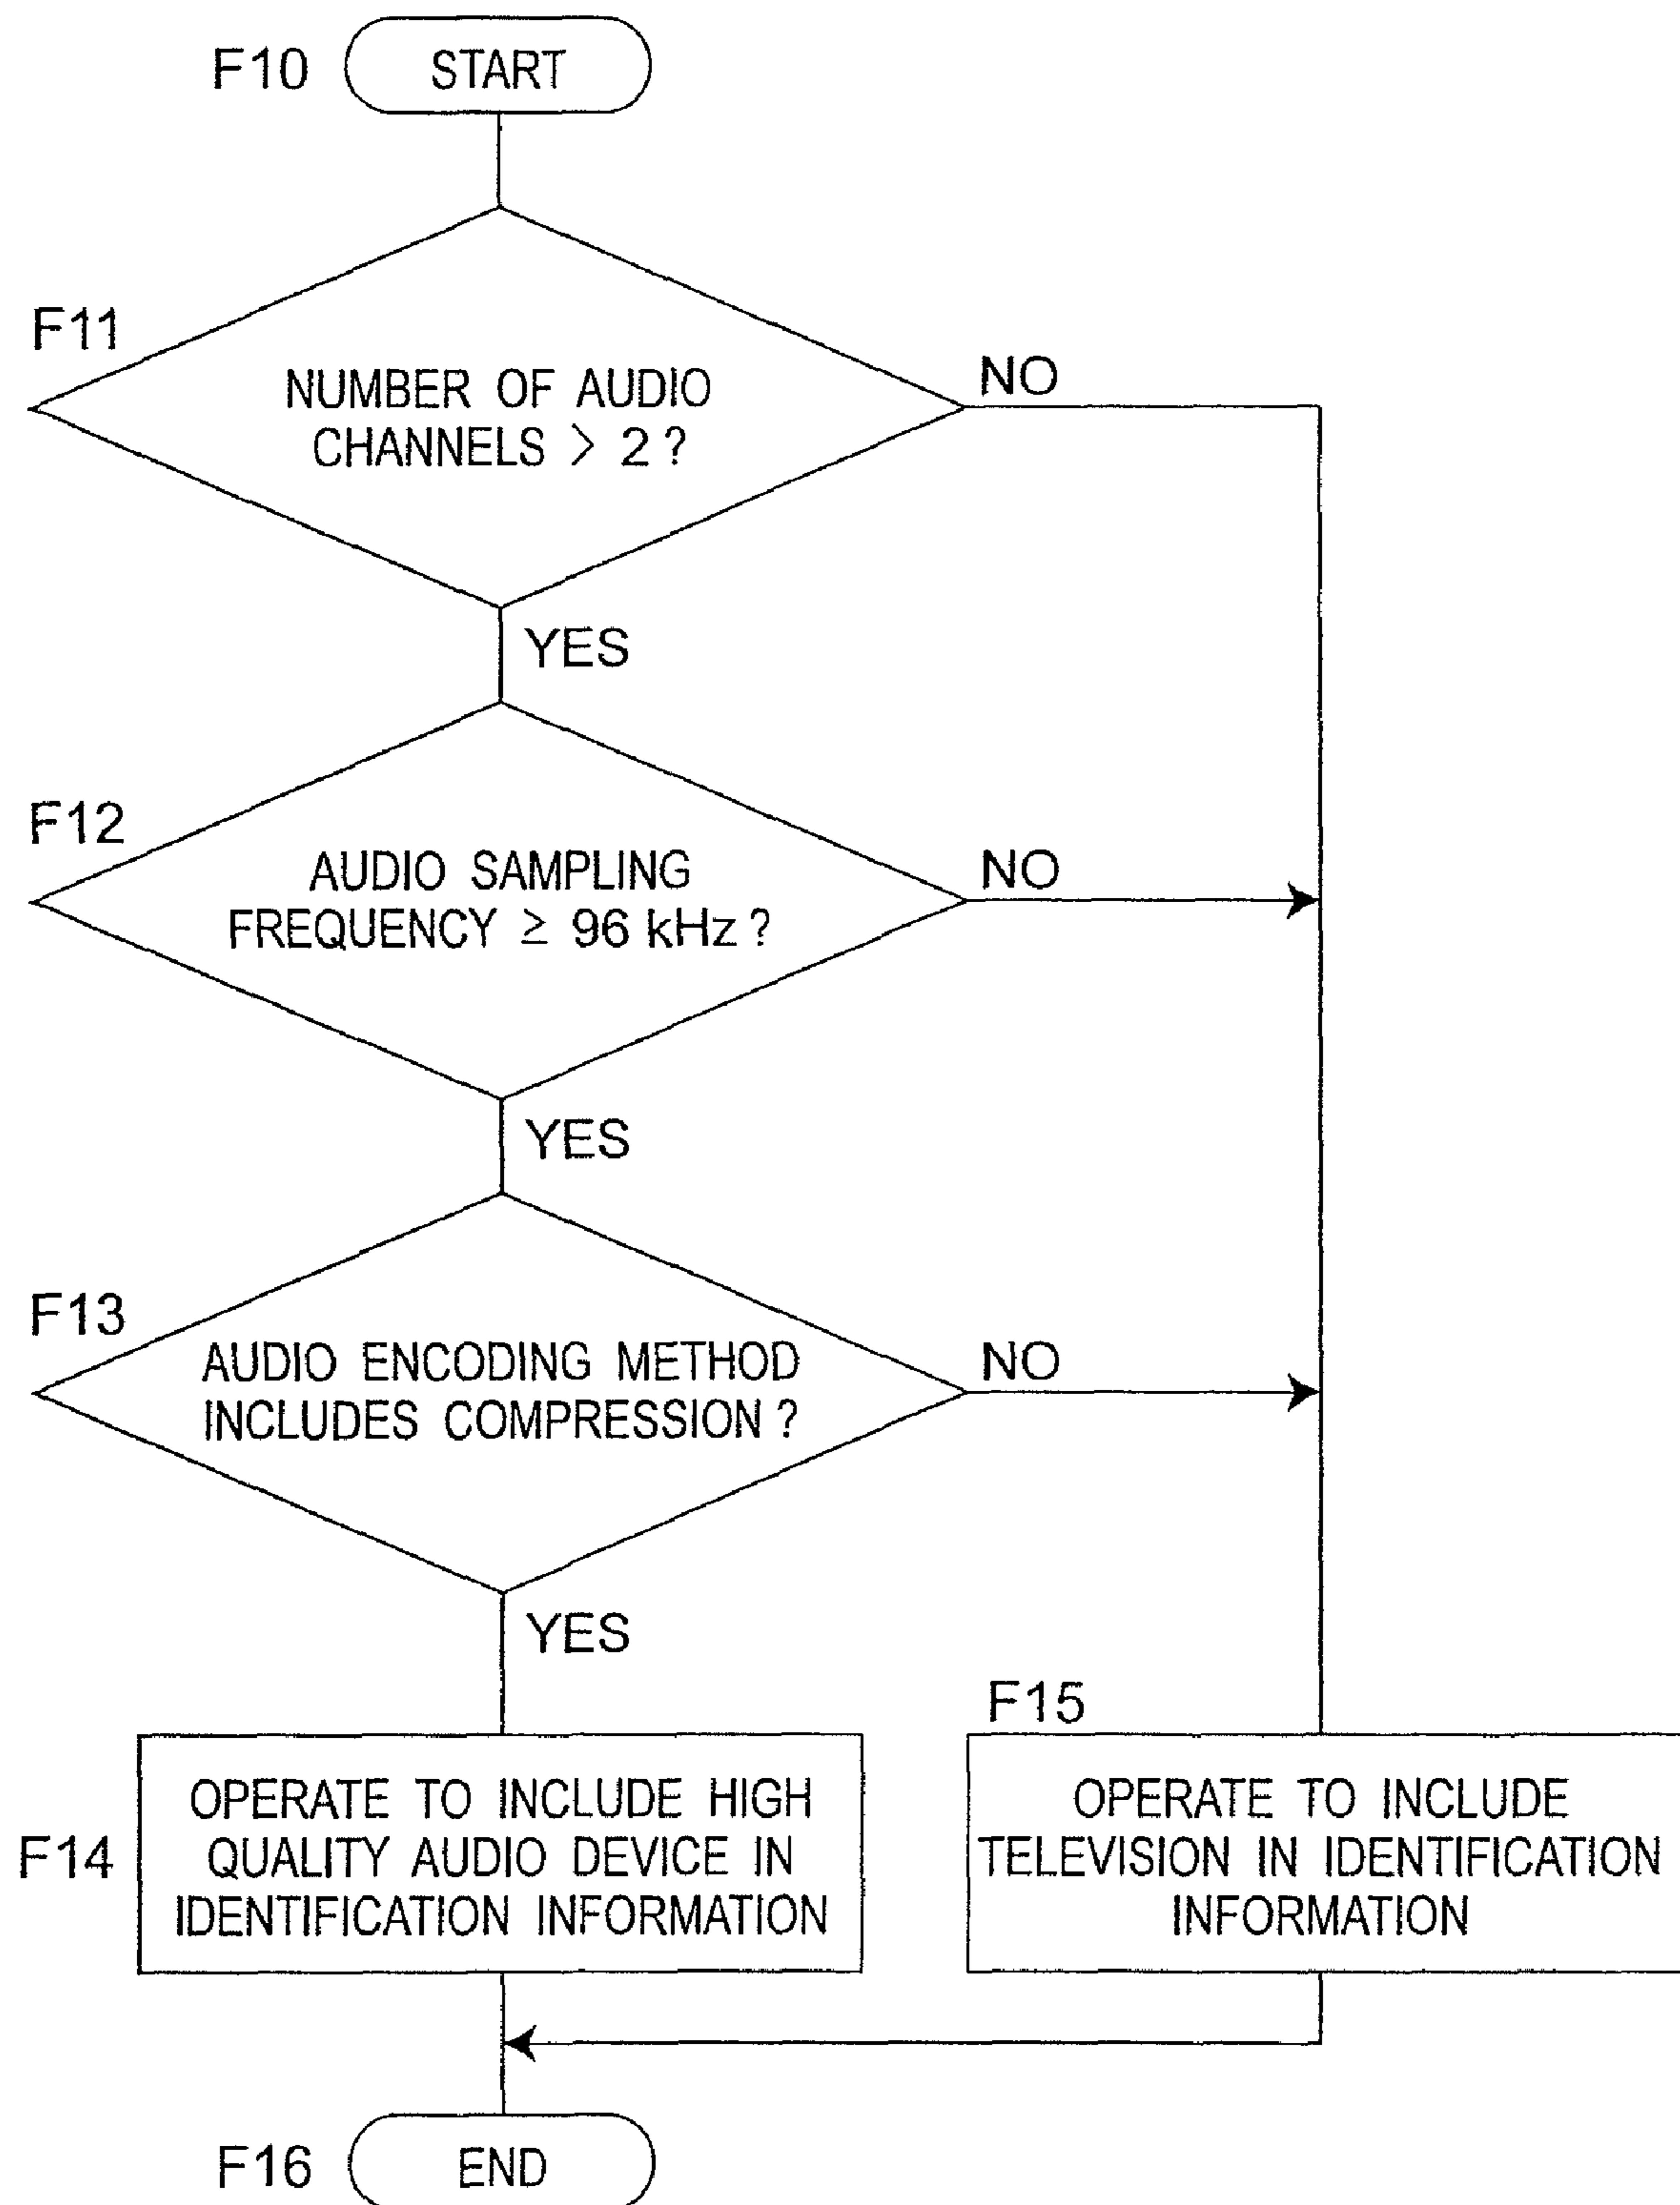 F10
START
F11
NUMBER OF AUDIO
CHANNELS > 2 ?
NO
YES
F12
AUDIO SAMPLING
FREQUENCY ≥ 96 kHz ?
NO
YES
F13
AUDIO ENCODING METHOD
INCLUDES COMPRESSION ?
NO
YES
F14
OPERATE TO INCLUDE HIGH
QUALITY AUDIO DEVICE IN
IDENTIFICATION INFORMATION
F15
OPERATE TO INCLUDE
TELEVISION IN IDENTIFICATION
INFORMATION
F16
END